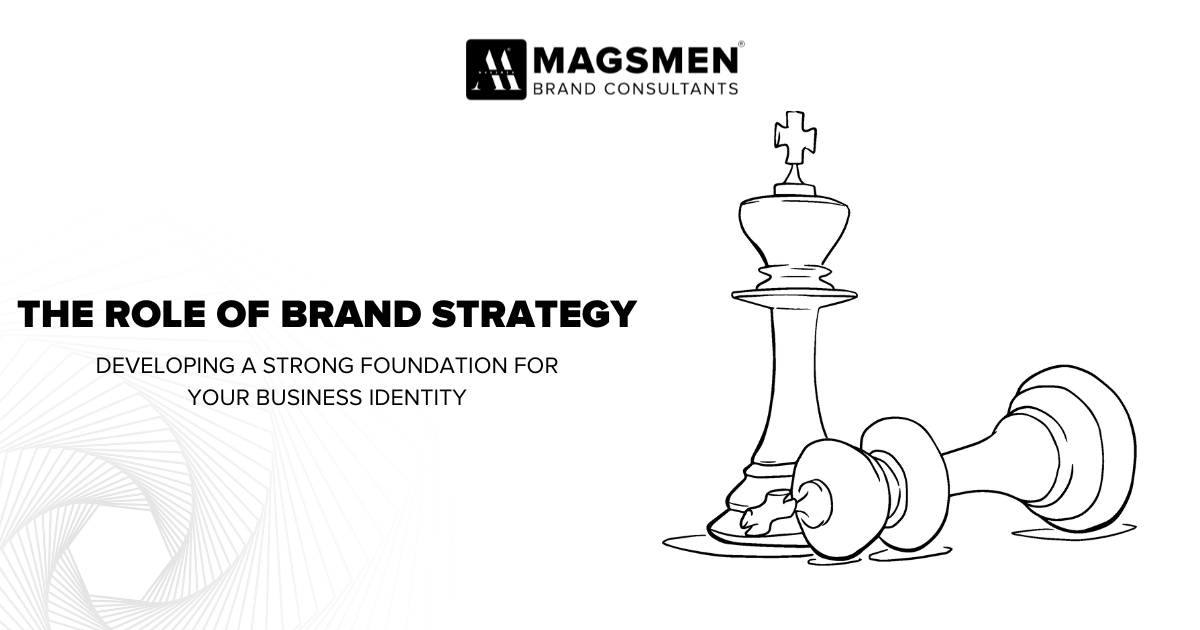 MAGSMEN®
BRAND CONSULTANTS
THE ROLE OF BRAND STRATEGY
DEVELOPING A STRONG FOUNDATION FOR
YOUR BUSINESS IDENTITY